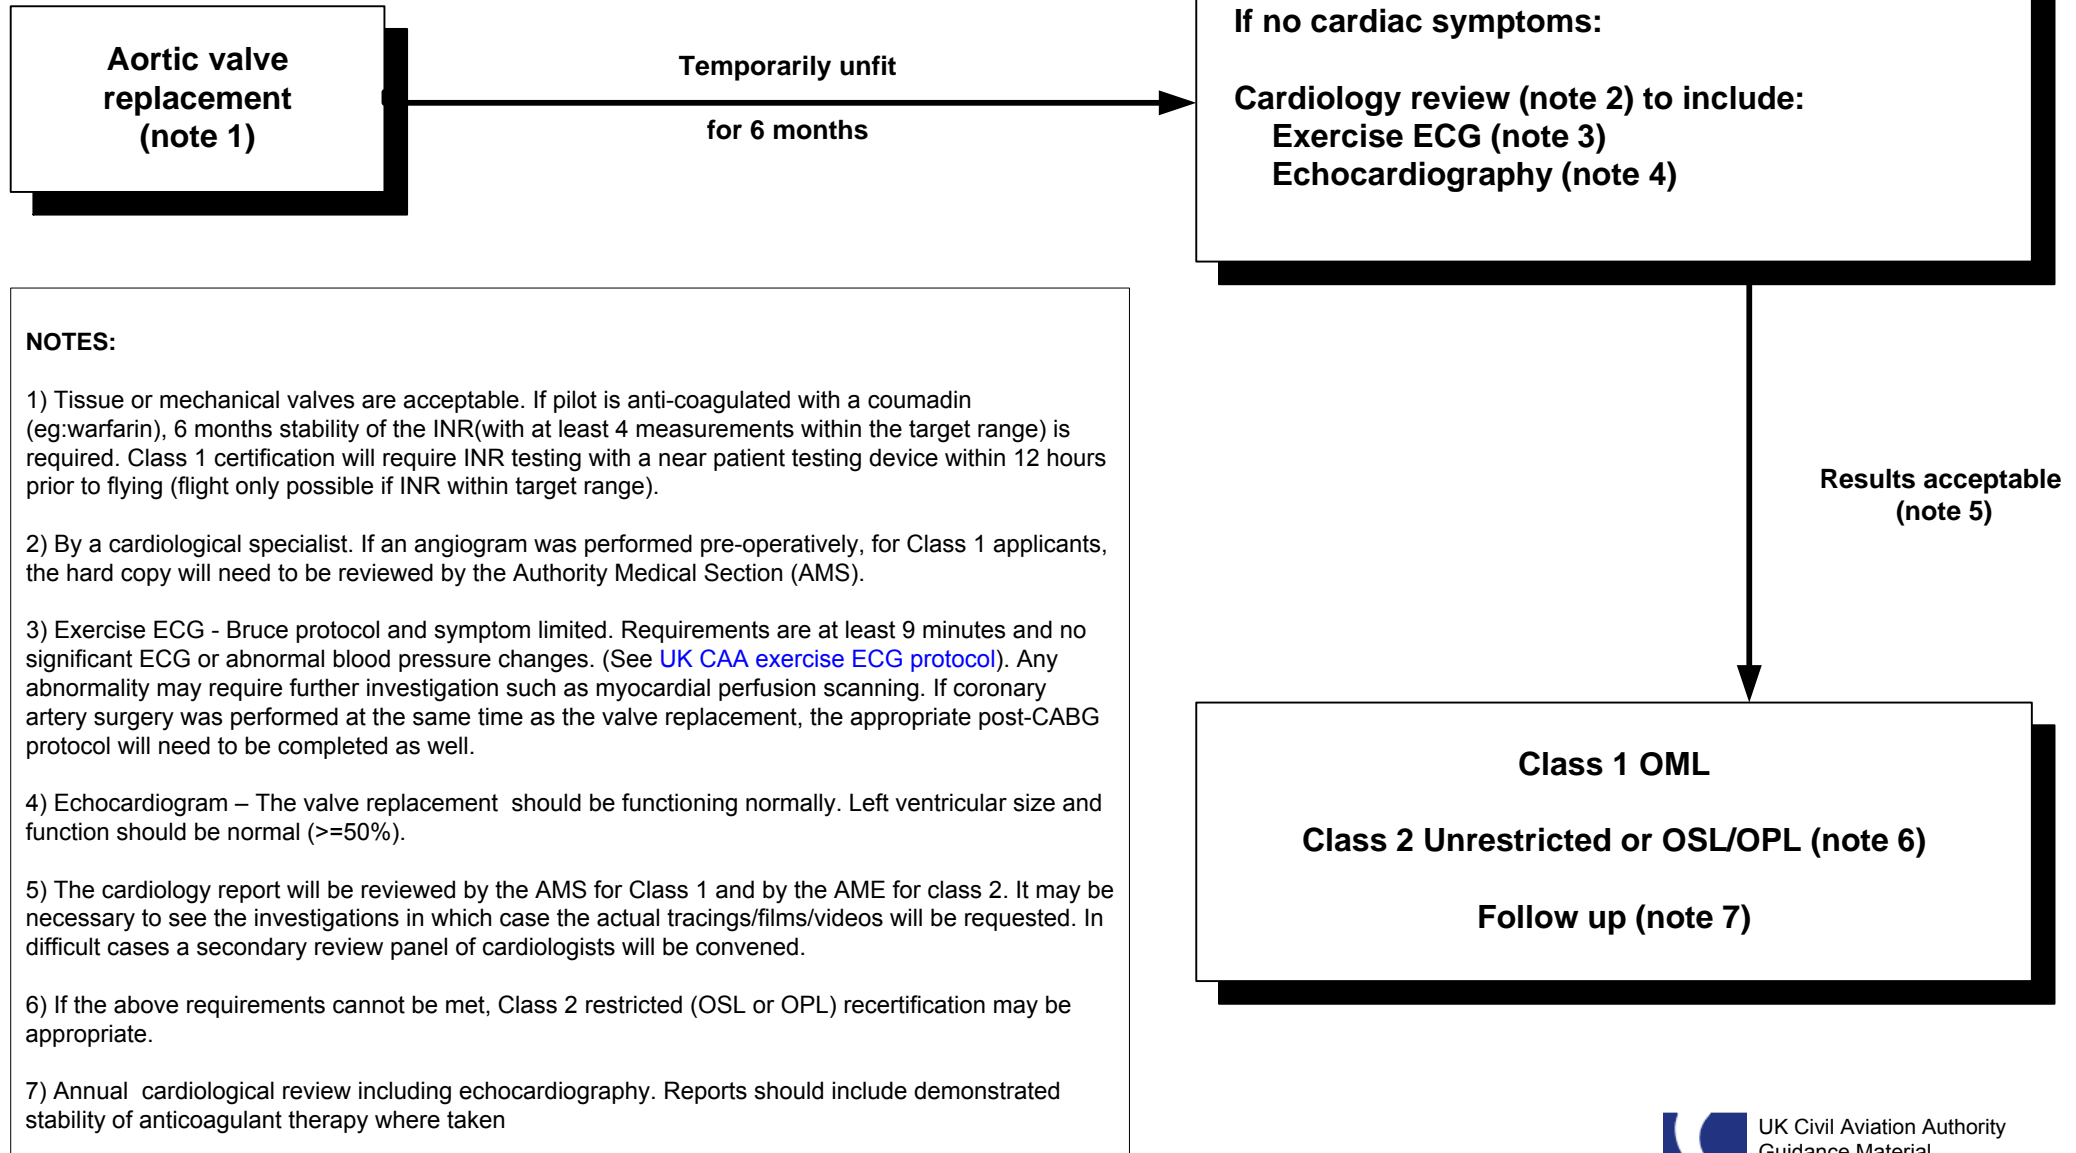 Aortic valve
replacement
(note 1)
Temporarily unfit
for 6 months
If no cardiac symptoms:
Cardiology review (note 2) to include:
Exercise ECG (note 3)
Echocardiography (note 4)
NOTES:
1) Tissue or mechanical valves are acceptable. If pilot is anti-coagulated with a coumadin
(eg:warfarin), 6 months stability of the INR(with at least 4 measurements within the target range) is
required. Class 1 certification will require INR testing with a near patient testing device within 12 hours
prior to flying (flight only possible if INR within target range).
2) By a cardiological specialist. If an angiogram was performed pre-operatively, for Class 1 applicants,
the hard copy will need to be reviewed by the Authority Medical Section (AMS).
3) Exercise ECG - Bruce protocol and symptom limited. Requirements are at least 9 minutes and no
significant ECG or abnormal blood pressure changes. (See UK CAA exercise ECG protocol). Any
abnormality may require further investigation such as myocardial perfusion scanning. If coronary
artery surgery was performed at the same time as the valve replacement, the appropriate post-CABG
protocol will need to be completed as well.
4) Echocardiogram – The valve replacement  should be functioning normally. Left ventricular size and
function should be normal (>=50%).
5) The cardiology report will be reviewed by the AMS for Class 1 and by the AME for class 2. It may be
necessary to see the investigations in which case the actual tracings/films/videos will be requested. In
difficult cases a secondary review panel of cardiologists will be convened.
6) If the above requirements cannot be met, Class 2 restricted (OSL or OPL) recertification may be
appropriate.
7) Annual  cardiological review including echocardiography. Reports should include demonstrated
stability of anticoagulant therapy where taken
Results acceptable
(note 5)
Class 1 OML
Class 2 Unrestricted or OSL/OPL (note 6)
Follow up (note 7)
UK Civil Aviation Authority
Guidance Material